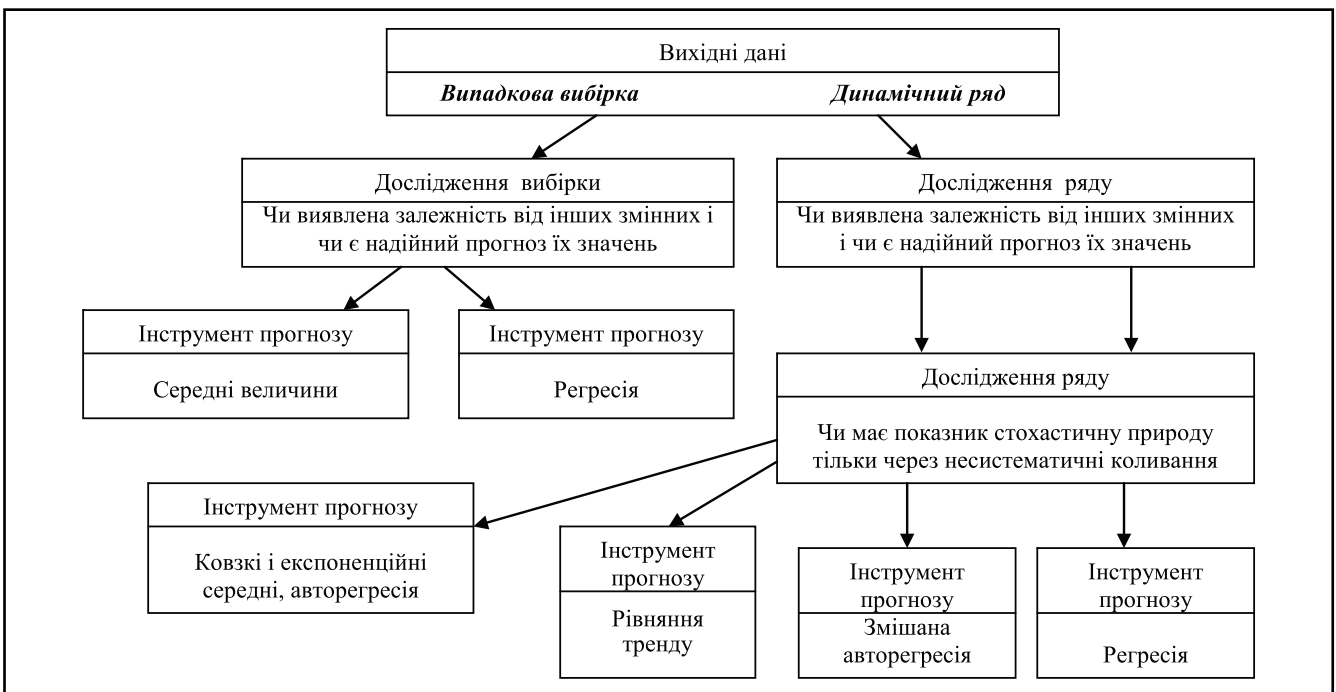 Вихідні дані
Випадкова вибірка Динамічний ряд
Дослідження вибірки
Чи виявлена залежність від інших змінних і
чи є надійний прогноз їх значень
Дослідження ряду
Чи виявлена залежність від інших змінних
і чи є надійний прогноз їх значень
Інструмент прогнозу
Середні величини
Інструмент прогнозу
Регресія
Дослідження ряду
Чи має показник стохастичну природу
тільки через несистематичні коливання
Інструмент прогнозу
Ковзкі і експоненційні
середні, авторегресія
Інструмент
прогнозу
Рівняння
тренду
Інструмент
прогнозу
Змішана
авторегресія
Інструмент
прогнозу
Регресія